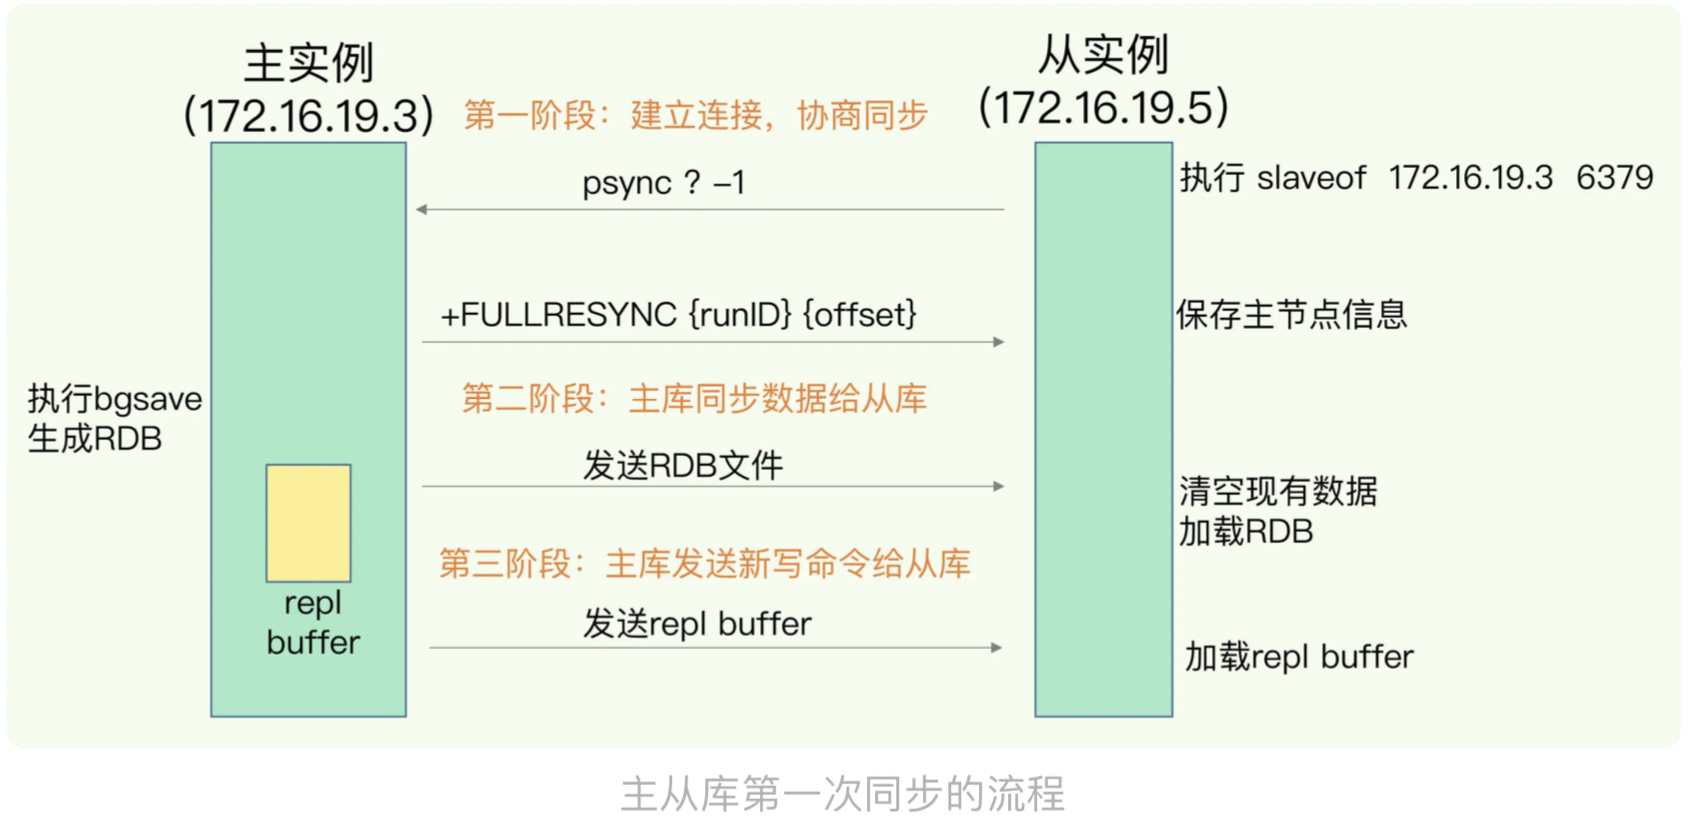 主实例
(172.16.19.3)
从实例
(172.16.19.5)
第一阶段：建立连接，协商同步
psync ? -1
执行 slaveof 172.16.19.3 6379
+FULLRESYNC {runID} {offset}
保存主节点信息
执行bgsave
生成RDB
第二阶段：主库同步数据给从库
发送RDB文件
清空现有数据
加载RDB
第三阶段：主库发送新写命令给从库
repl
buffer
发送repl buffer
加载repl buffer
主从库第一次同步的流程